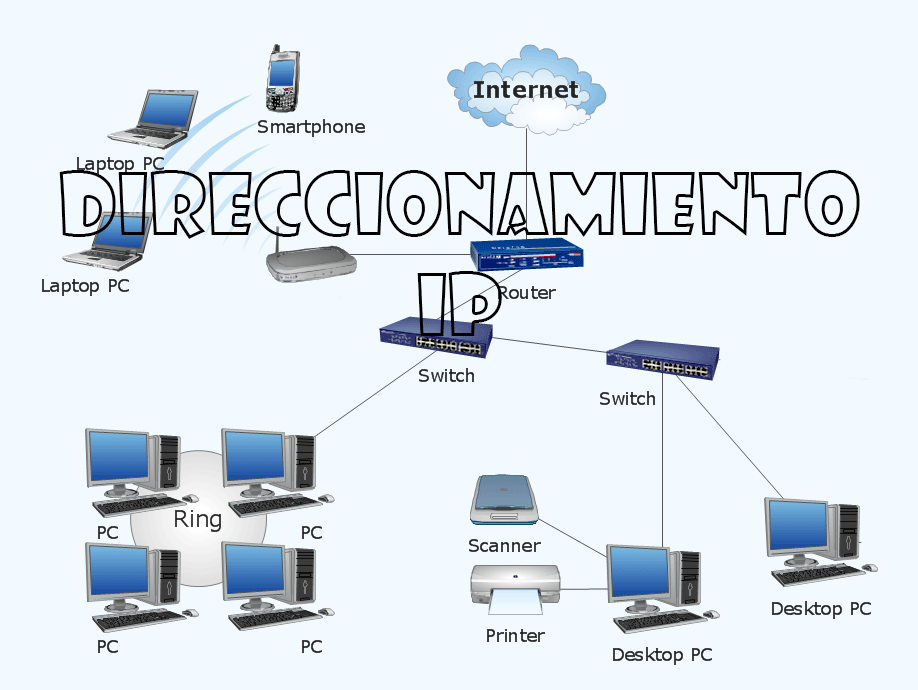 Internet
Smartphone
Laptop PC
DIRECCIONAMIENTO
IP
Laptop PC
Router
Switch
Switch
Ring
PC
PC
Scanner
Desktop PC
Printer
PC
PC
Desktop PC